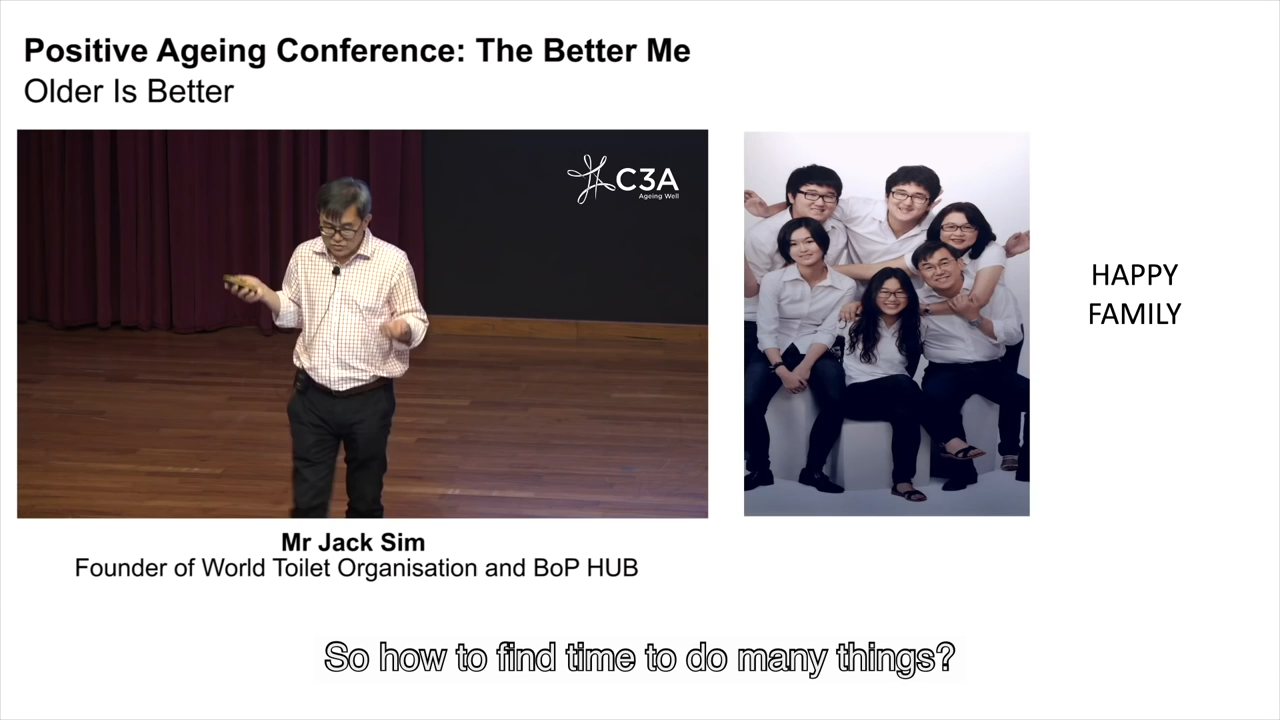 Positive Ageing Conference: The Better Me
Older Is Better
C3A
Ageing Well
HAPPY
FAMILY
Mr Jack Sim
Founder of World Toilet Organisation and BoP HUB
So how to find time to do many things?